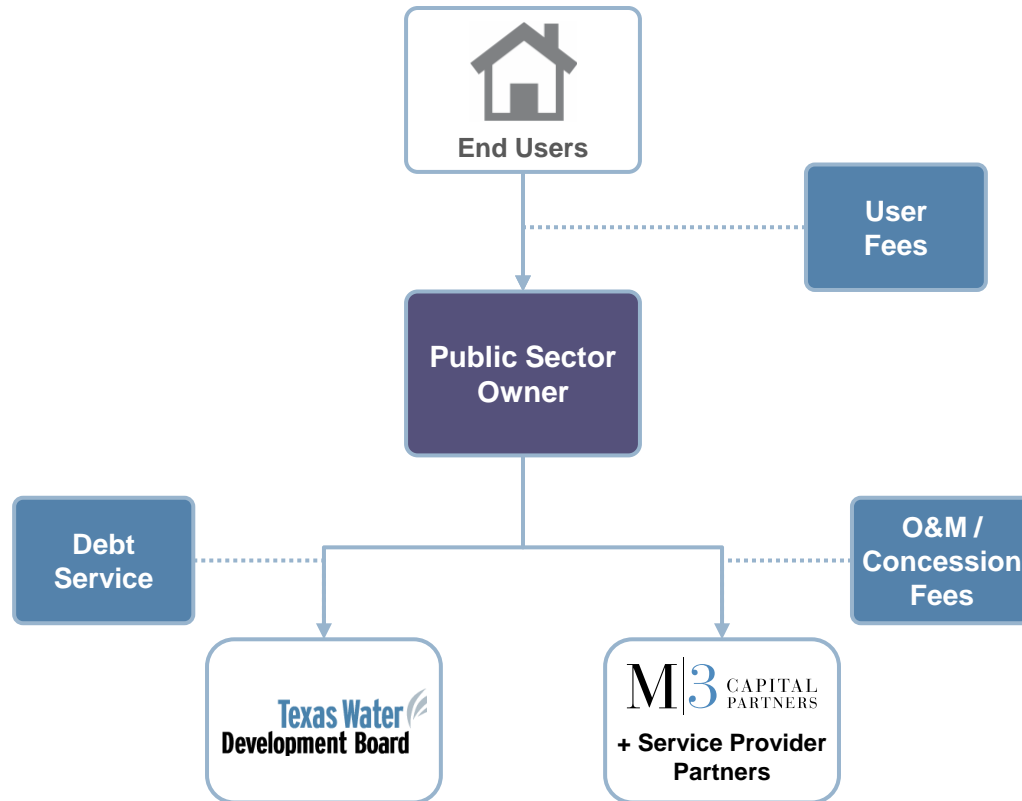 End Users
User
Fees
Public Sector
Owner
Debt
Service
O&M /
Concession
Fees
Texas Water
Development Board
M|3 CAPITAL
PARTNERS
+ Service Provider
Partners